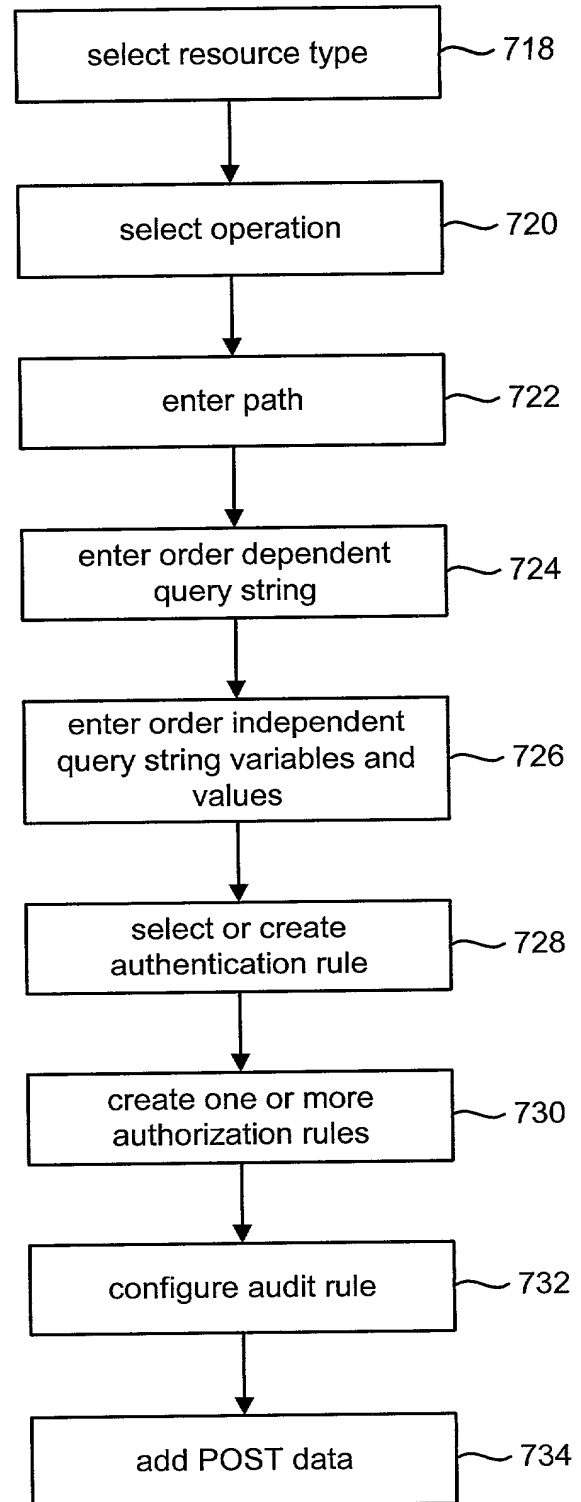 select resource type
718
select operation
720
enter path
722
enter order dependent
query string
724
enter order independent
query string variables and
values
726
select or create
authentication rule
728
create one or more
authorization rules
730
configure audit rule
732
add POST data
734